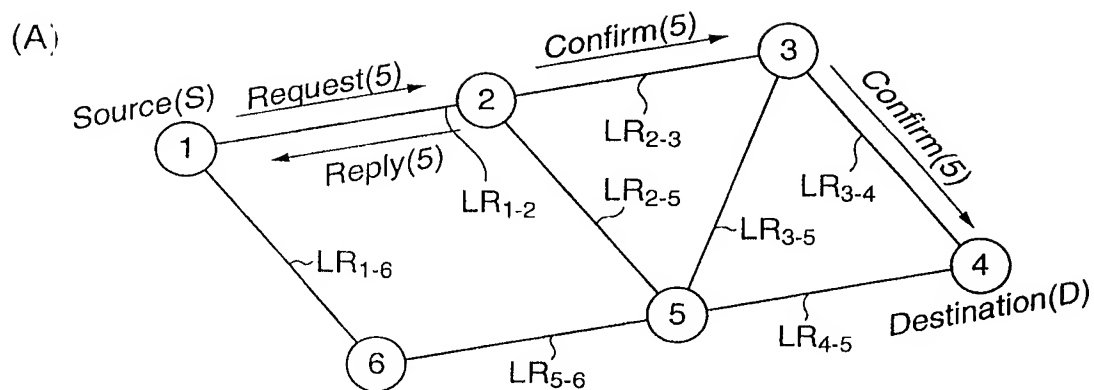 (A)
Source(S)
Request(5)
Reply(5)
Confirm(5)
Confirm(5)
1
2
3
4
5
6
LR1-2
LR2-3
LR3-4
LR2-5
LR3-5
LR1-6
LR5-6
LR4-5
Destination(D)